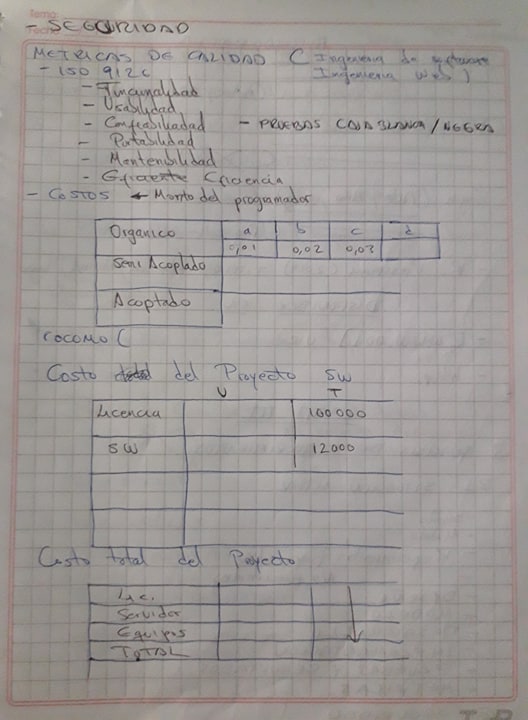 Tema:
Fecha
- SEGURIDAD
METRICAS DE CALIDAD ( Ingenieria de software
- ISO 9126 Ingenieria Web )
- Funcionalidad
- Usabilidad
- Confiabilidad - PRUEBAS CAJA BLANCA / NEGRA
- Portabilidad
- Mantenibilidad
- Eficiente Eficiencia
- COSTOS ← Monto del programador
Organico a b c d
0,01 0,02 0,03
Semi Acoplado
Acoplado
COCOMO (
Costo total del Proyecto SW
U T
Licencia 100 000
SW 12000
Costo total del Proyecto
Lic.
Servidor
Equipos
TOTAL